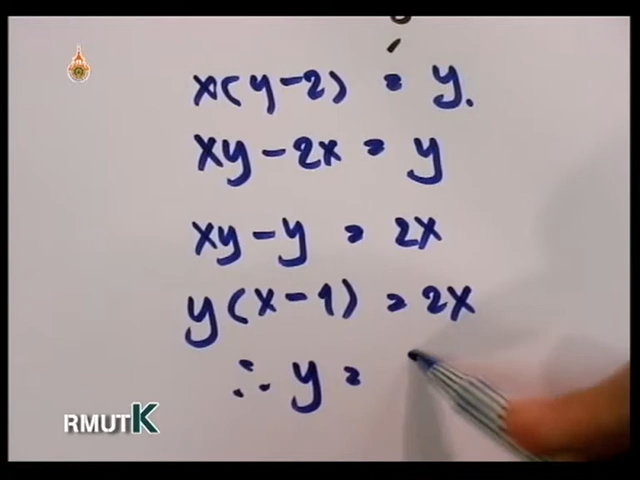 x(y-2) = y.
xy - 2x = y
xy - y = 2x
y(x-1) = 2x
∴ y =
RMUTK